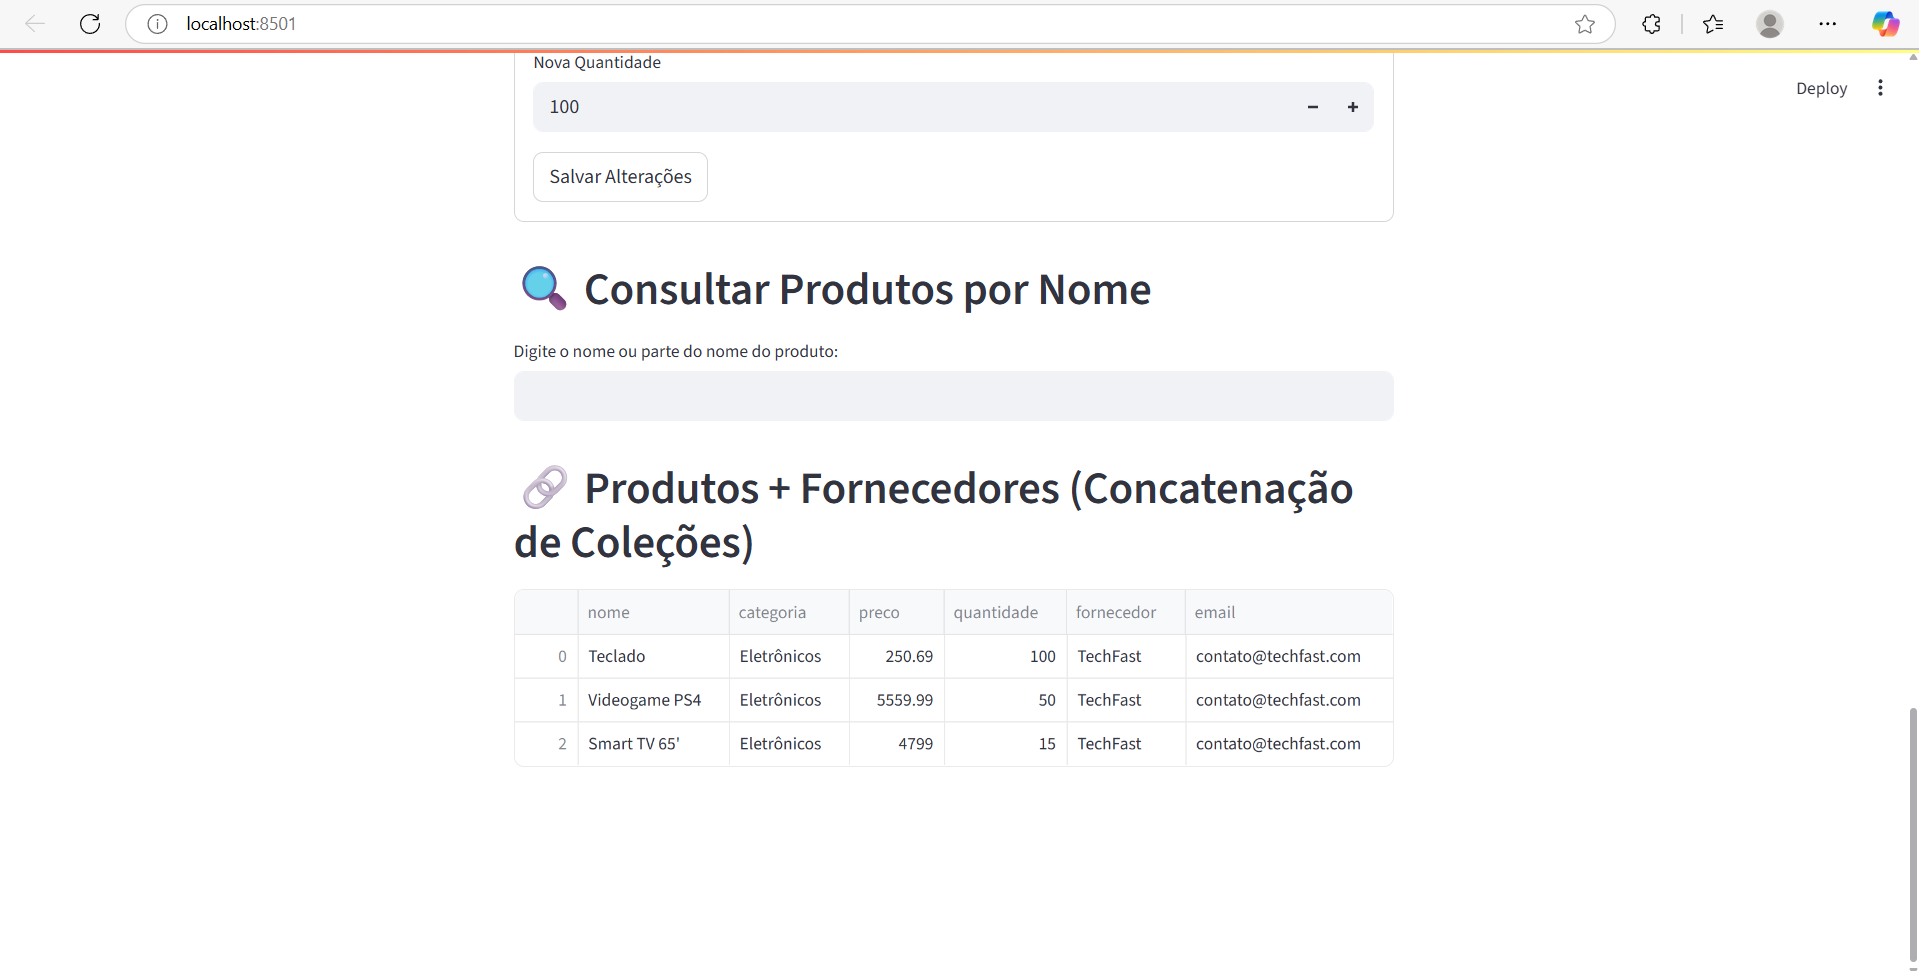 localhost:8501
Deploy
Nova Quantidade
100
Salvar Alterações
Consultar Produtos por Nome
Digite o nome ou parte do nome do produto:
Produtos + Fornecedores (Concatenação
de Coleções)
nome categoria preco quantidade fornecedor email
0 Teclado Eletrônicos 250.69 100 TechFast contato@techfast.com
1 Videogame PS4 Eletrônicos 5559.99 50 TechFast contato@techfast.com
2 Smart TV 65' Eletrônicos 4799 15 TechFast contato@techfast.com